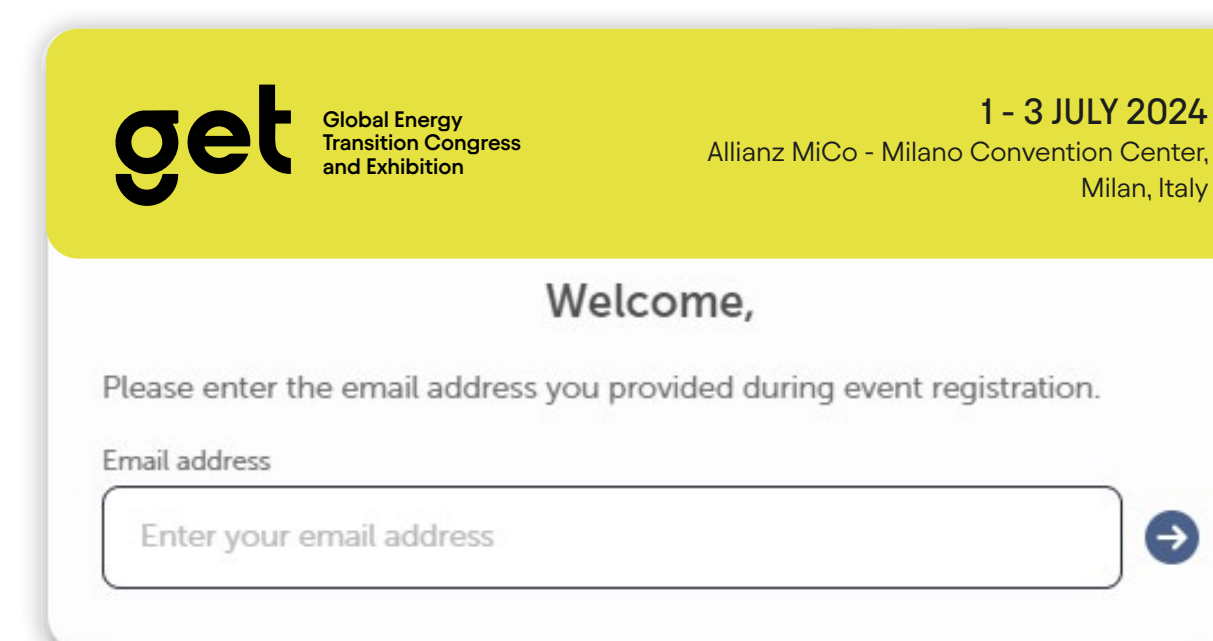 get
Global Energy
Transition Congress
and Exhibition
1 - 3 JULY 2024
Allianz MiCo - Milano Convention Center,
Milan, Italy
Welcome,
Please enter the email address you provided during event registration.
Email address
Enter your email address